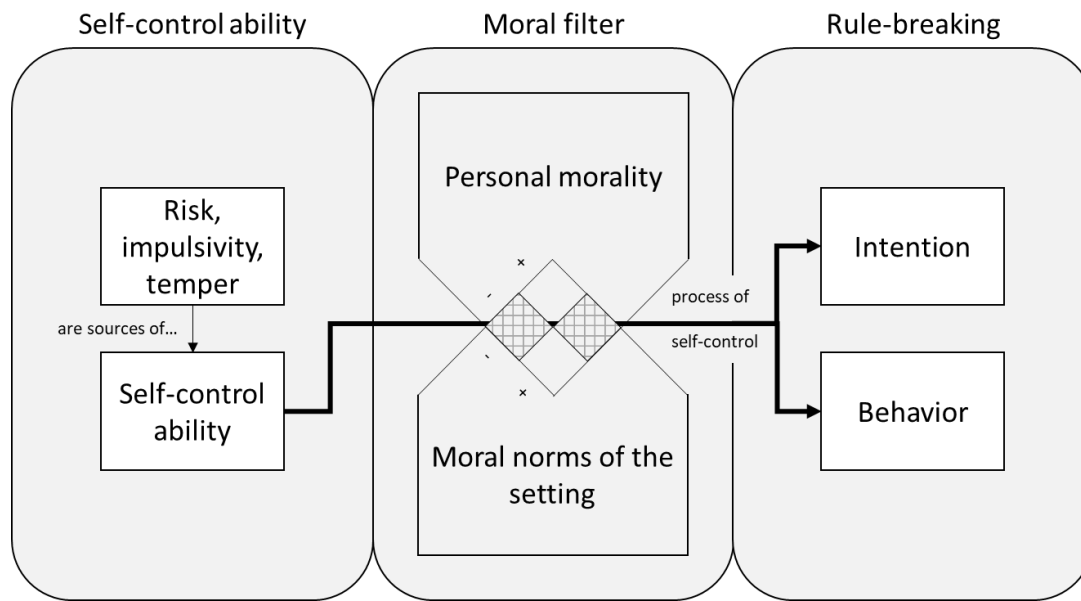 Self-control ability
Moral filter
Rule-breaking
Risk,
impulsivity,
temper
are sources of...
Self-control
ability
Personal morality
+
-
-
+
Moral norms of the
setting
process of
self-control
Intention
Behavior